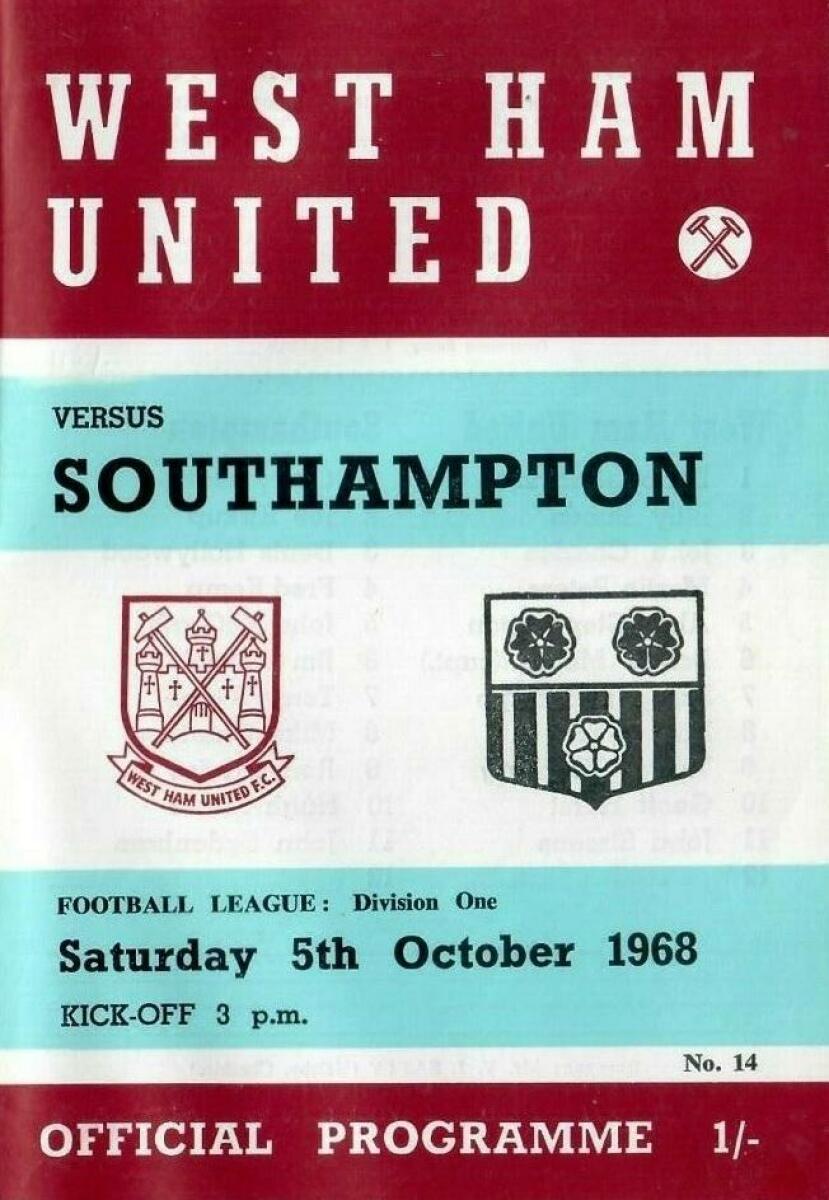 WEST HAM
UNITED
VERSUS
SOUTHAMPTON
WEST HAM UNITED F.C.
FOOTBALL LEAGUE: Division One
Saturday 5th October 1968
KICK-OFF 3 p.m.
No. 14
OFFICIAL PROGRAMME 1/-